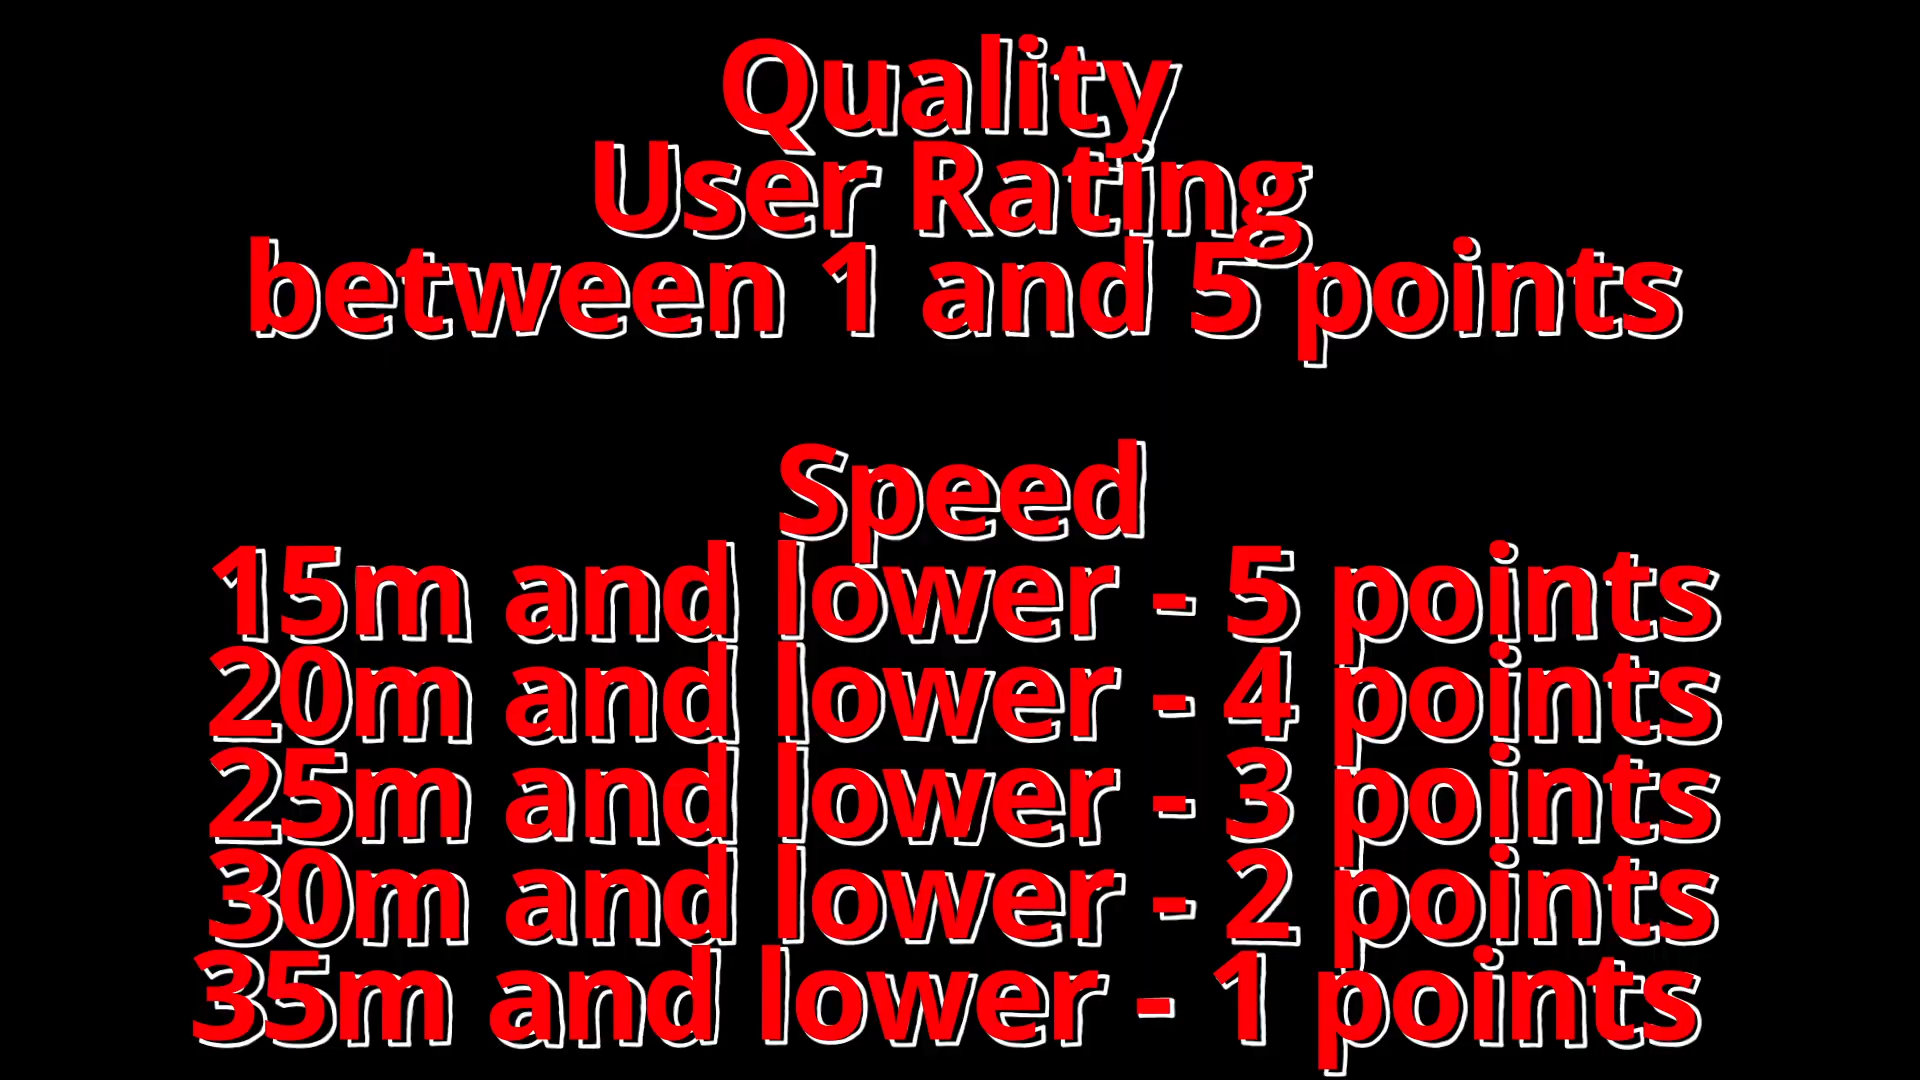 Quality
User Rating
between 1 and 5 points
Speed
15m and lower - 5 points
20m and lower - 4 points
25m and lower - 3 points
30m and lower - 2 points
35m and lower - 1 points